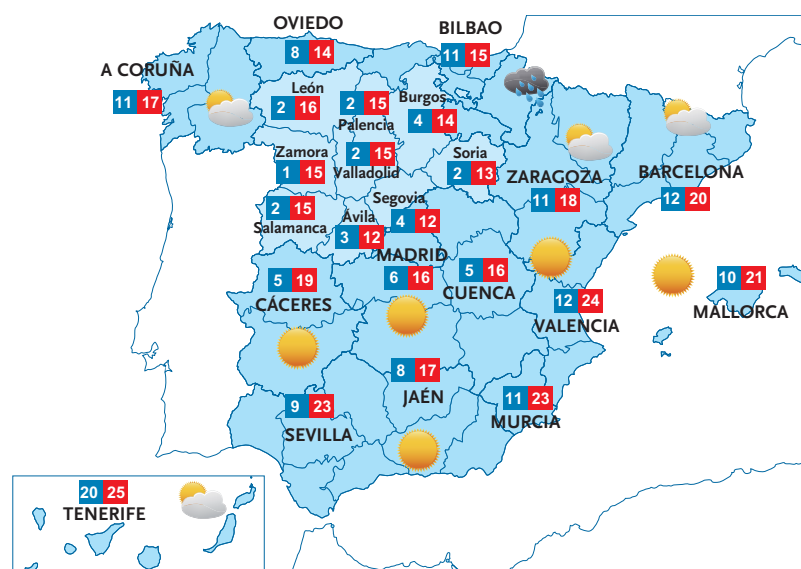 OVIEDO
8 14
BILBAO
11 15
A CORUÑA
11 17
León
2 16
2 15
Palencia
Burgos
4 14
Zamora
1 15
2 15
Valladolid
Soria
2 13
ZARAGOZA
11 18
BARCELONA
12 20
2 15
Salamanca
Ávila
3 12
Segovia
4 12
MADRID
6 16
5 16
CUENCA
5 19
CÁCERES
12 24
VALENCIA
10 21
MALLORCA
8 17
JAÉN
9 23
SEVILLA
11 23
MURCIA
20 25
TENERIFE